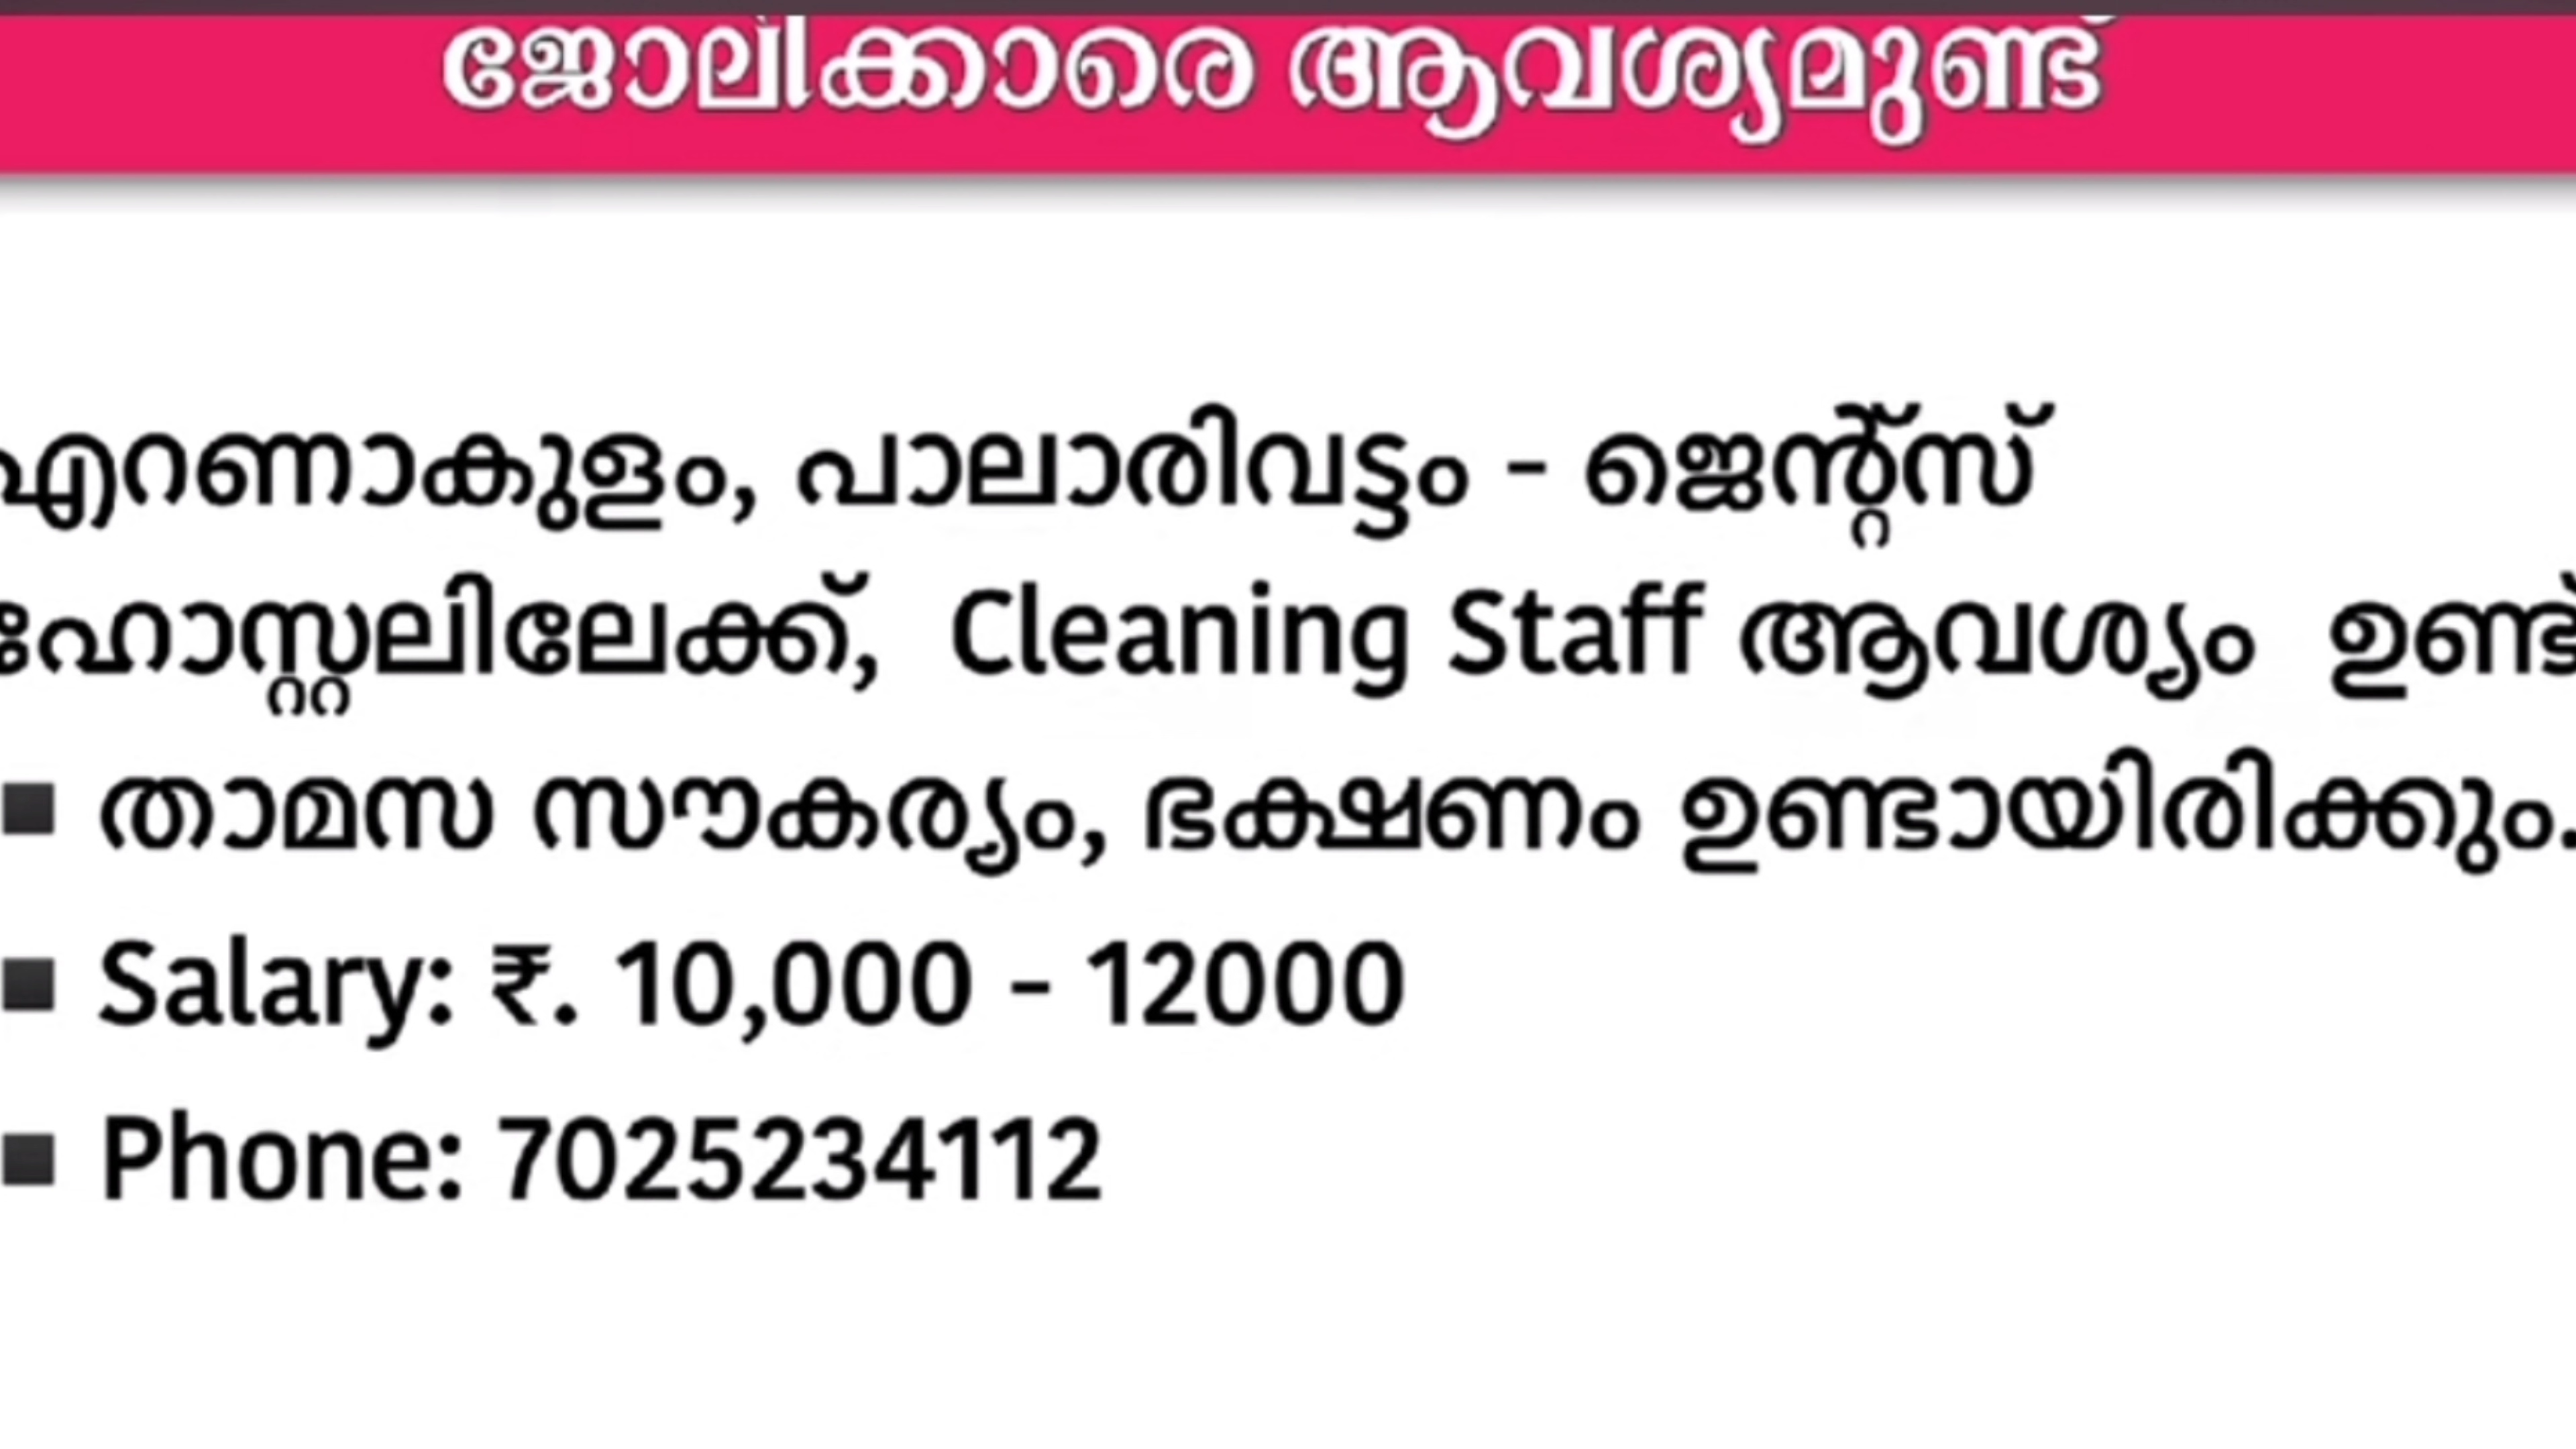 ജോലിക്കാരെ ആവശ്യമുണ്ട്
എറണാകുളം, പാലാരിവട്ടം - ജെന്റ്സ്
ഹോസ്റ്റലിലേക്ക്, Cleaning Staff ആവശ്യം ഉണ്ട്
▪ താമസ സൗകര്യം, ഭക്ഷണം ഉണ്ടായിരിക്കും.
▪ Salary: ₹. 10,000 - 12000
▪ Phone: 7025234112